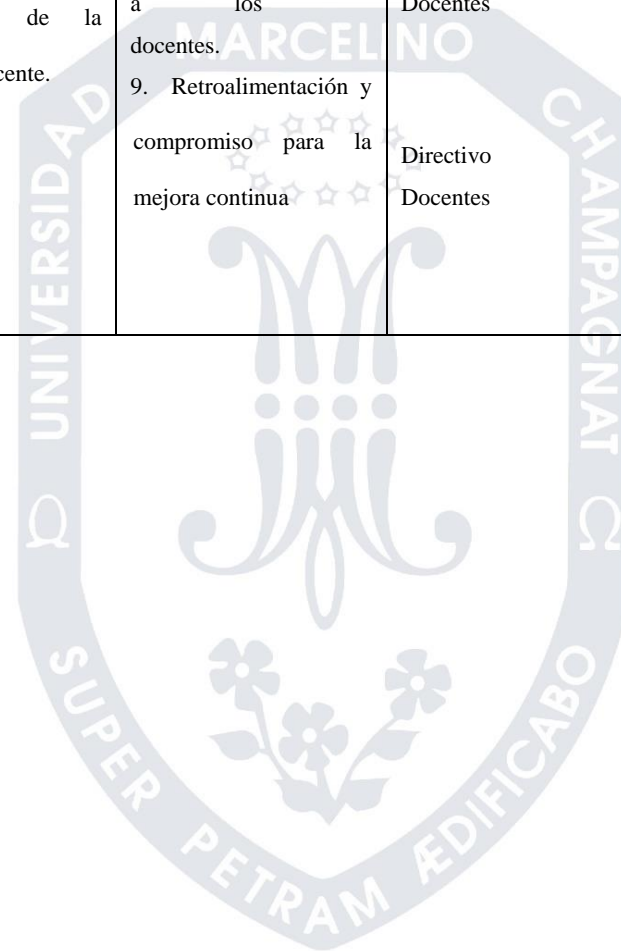 de la
cente.
a los
docentes.
9. Retroalimentación y
compromiso para la
mejora continua
Docentes
Directivo
Docentes
UNIVERSIDAD MARCELINO CHAMPAGNAT
Ω SUPER PETRAM ÆDIFICABO Ω